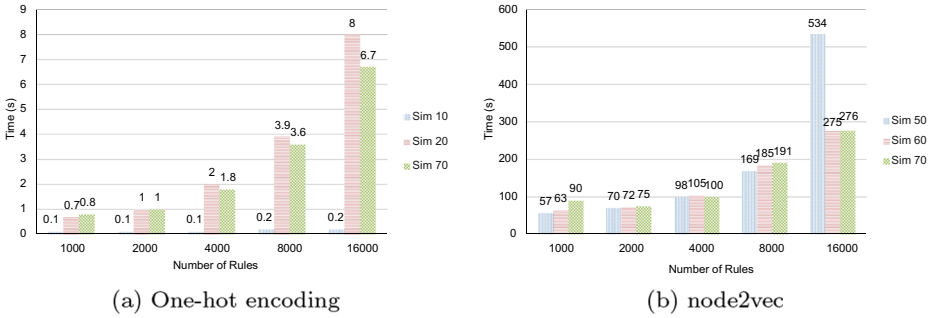 9
8
7
6
5
4
3
2
1
0
Time (s)
0.1 0.7 0.8
0.1 1 1
0.1 2 1.8
0.2 3.9 3.6
0.2 8 6.7
1000 2000 4000 8000 16000
Number of Rules
Sim 10
Sim 20
Sim 70
(a) One-hot encoding
600
500
400
300
200
100
0
Time (s)
57 63 90
70 72 75
98 105 100
169 185 191
534 275 276
1000 2000 4000 8000 16000
Number of Rules
Sim 50
Sim 60
Sim 70
(b) node2vec